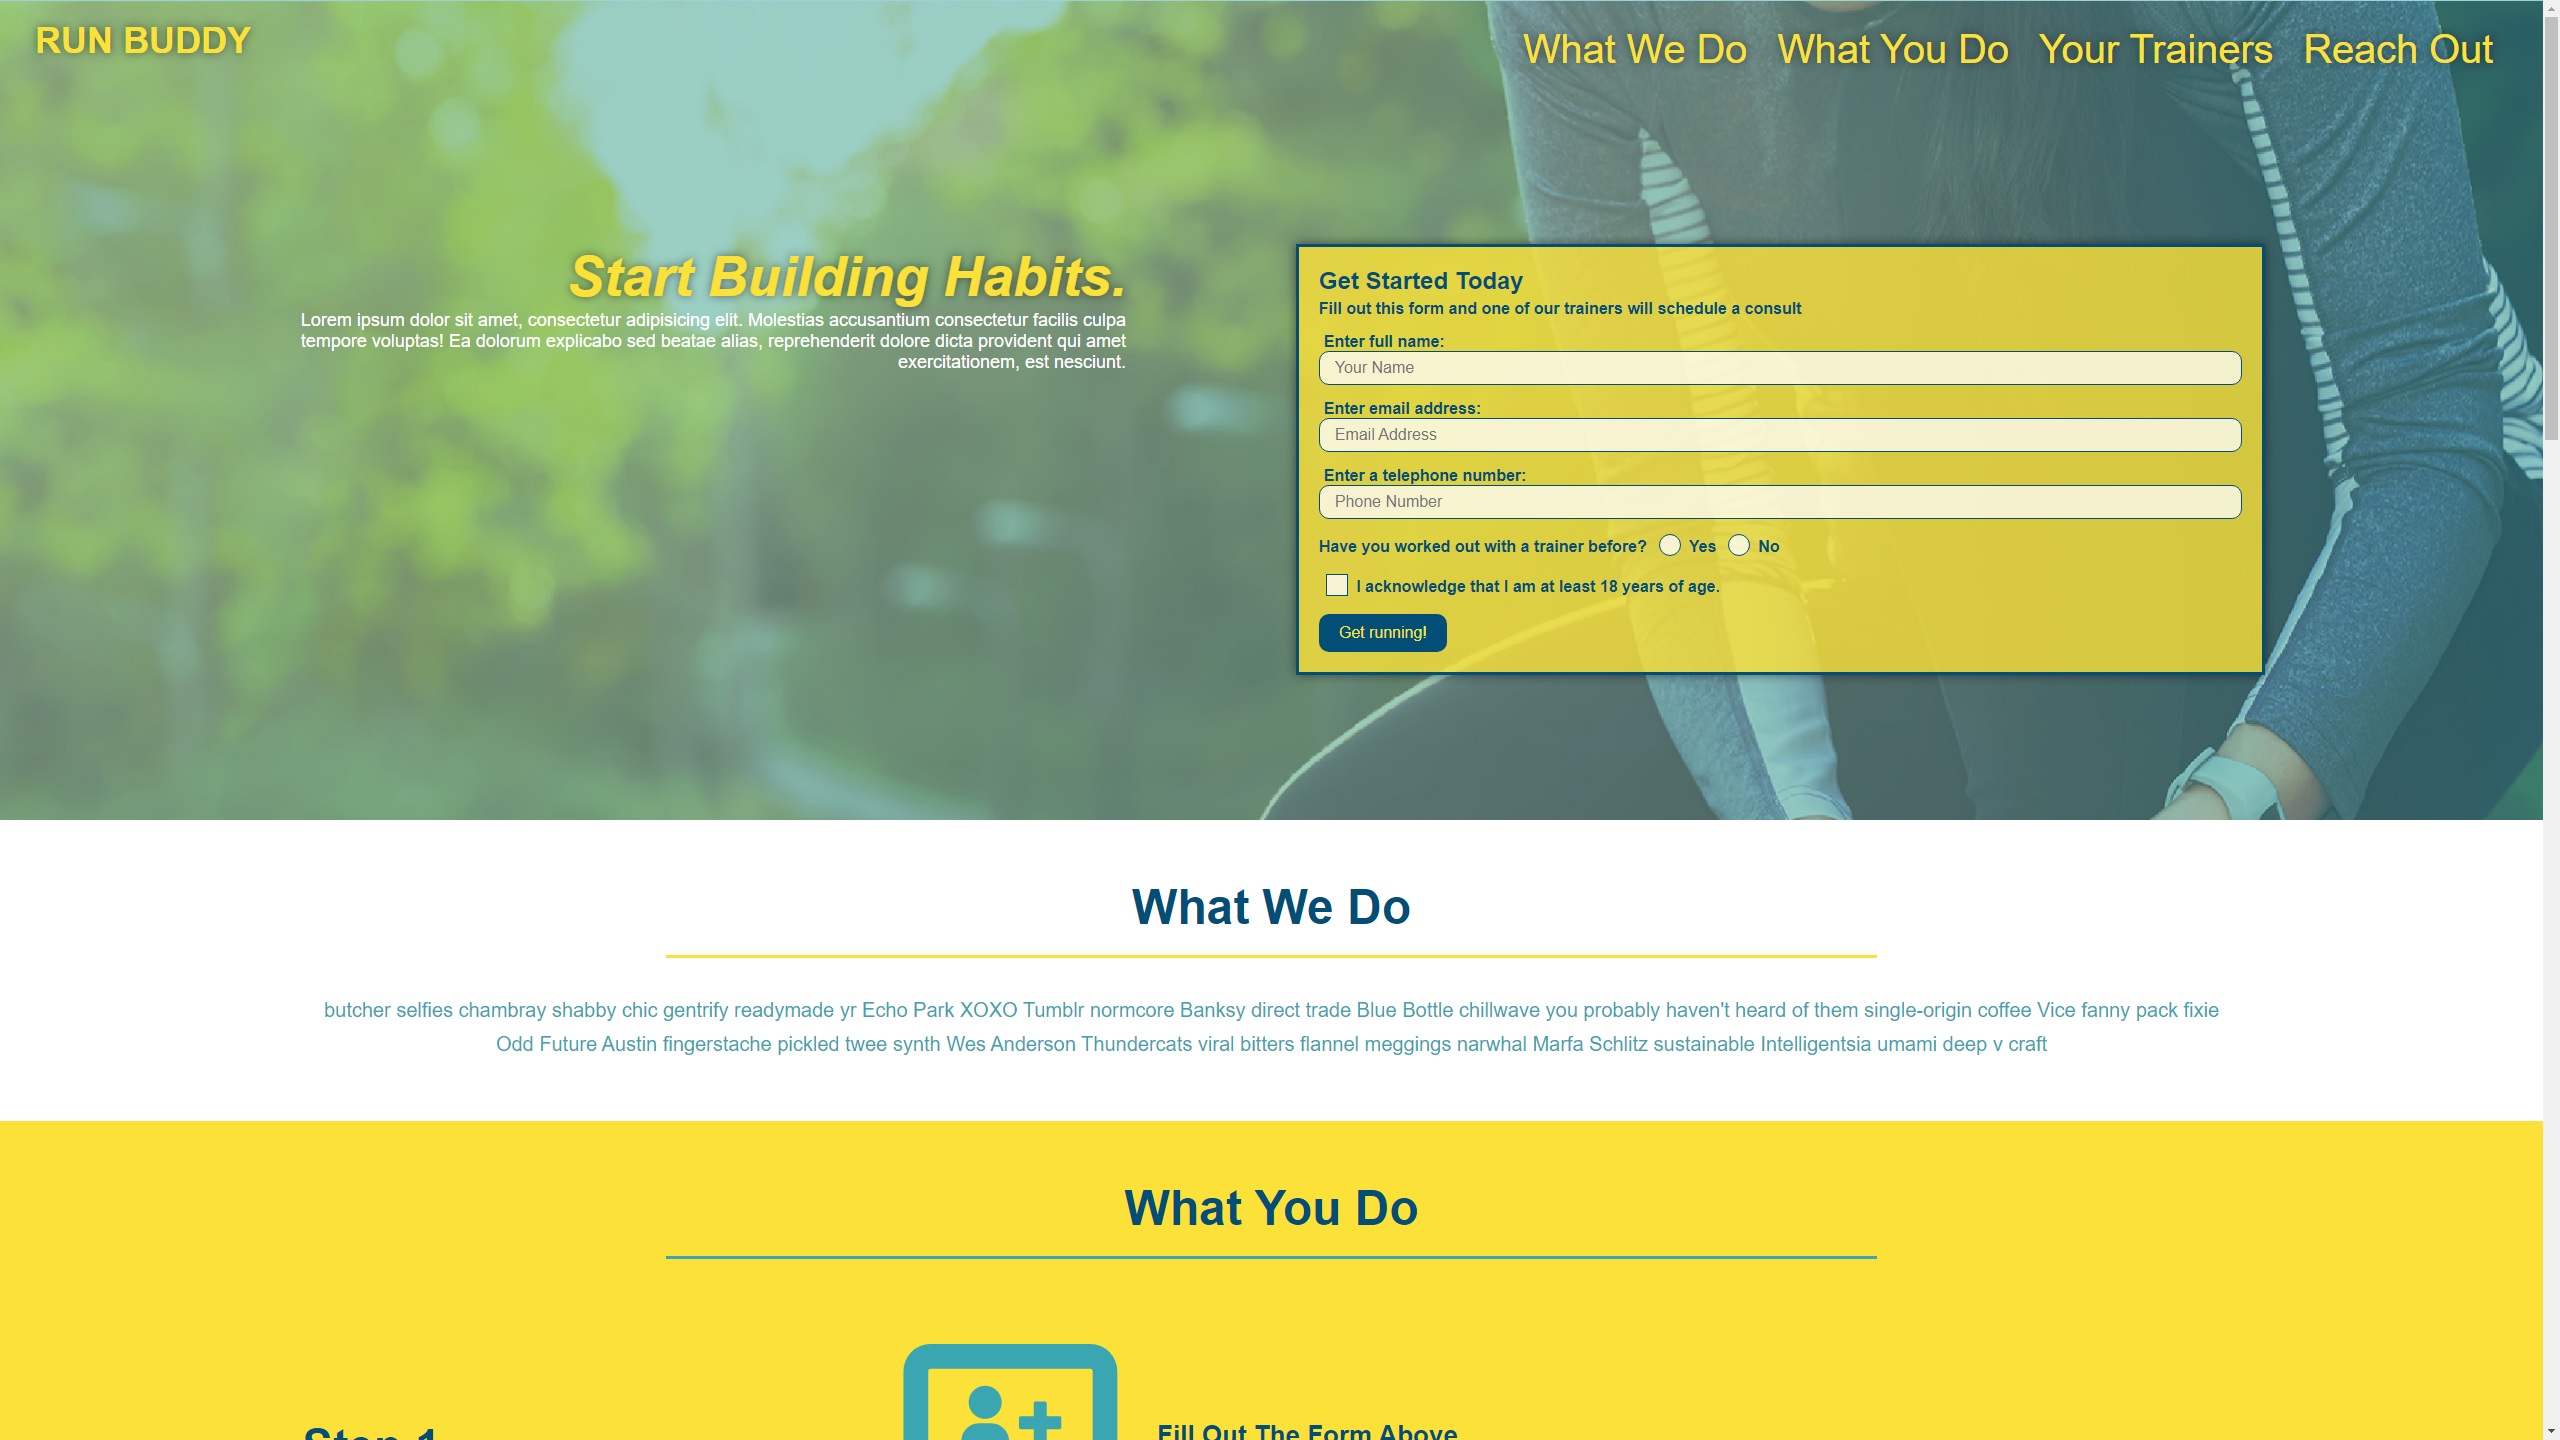 RUN BUDDY
What We Do What You Do Your Trainers Reach Out
Start Building Habits.
Lorem ipsum dolor sit amet, consectetur adipisicing elit. Molestias accusantium consectetur facilis culpa
tempore voluptas! Ea dolorum explicabo sed beatae alias, reprehenderit dolore dicta provident qui amet
exercitationem, est nesciunt.
Get Started Today
Fill out this form and one of our trainers will schedule a consult
Enter full name:
Your Name
Enter email address:
Email Address
Enter a telephone number:
Phone Number
Have you worked out with a trainer before? Yes No
I acknowledge that I am at least 18 years of age.
Get running!
What We Do
butcher selfies chambray shabby chic gentrify readymade yr Echo Park XOXO Tumblr normcore Banksy direct trade Blue Bottle chillwave you probably haven't heard of them single-origin coffee Vice fanny pack fixie
Odd Future Austin fingerstache pickled twee synth Wes Anderson Thundercats viral bitters flannel meggings narwhal Marfa Schlitz sustainable Intelligentsia umami deep v craft
What You Do
Step 1
Fill Out The Form Above